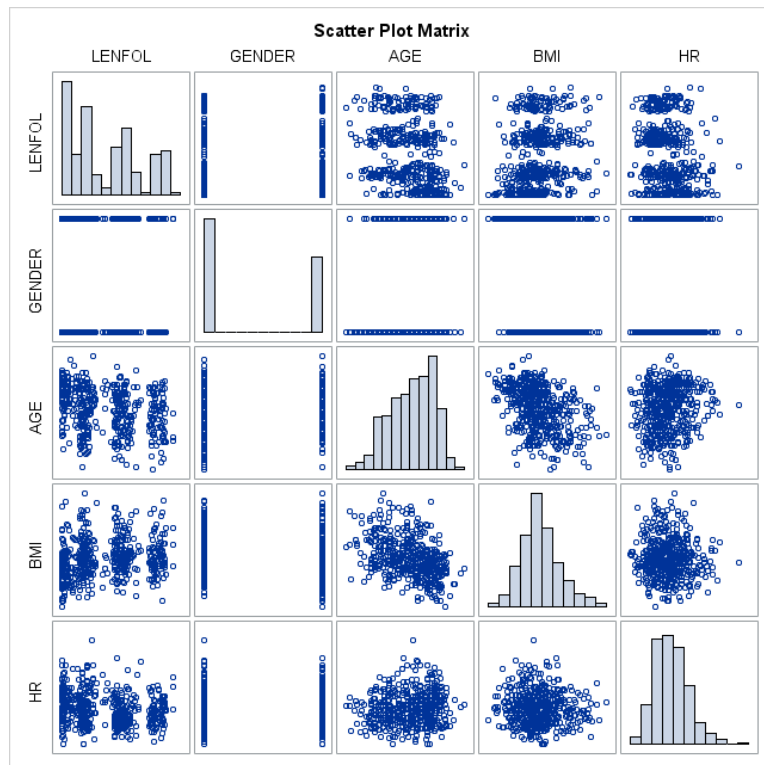 Scatter Plot Matrix
LENFOL GENDER AGE BMI HR
LENFOL
GENDER
AGE
BMI
HR